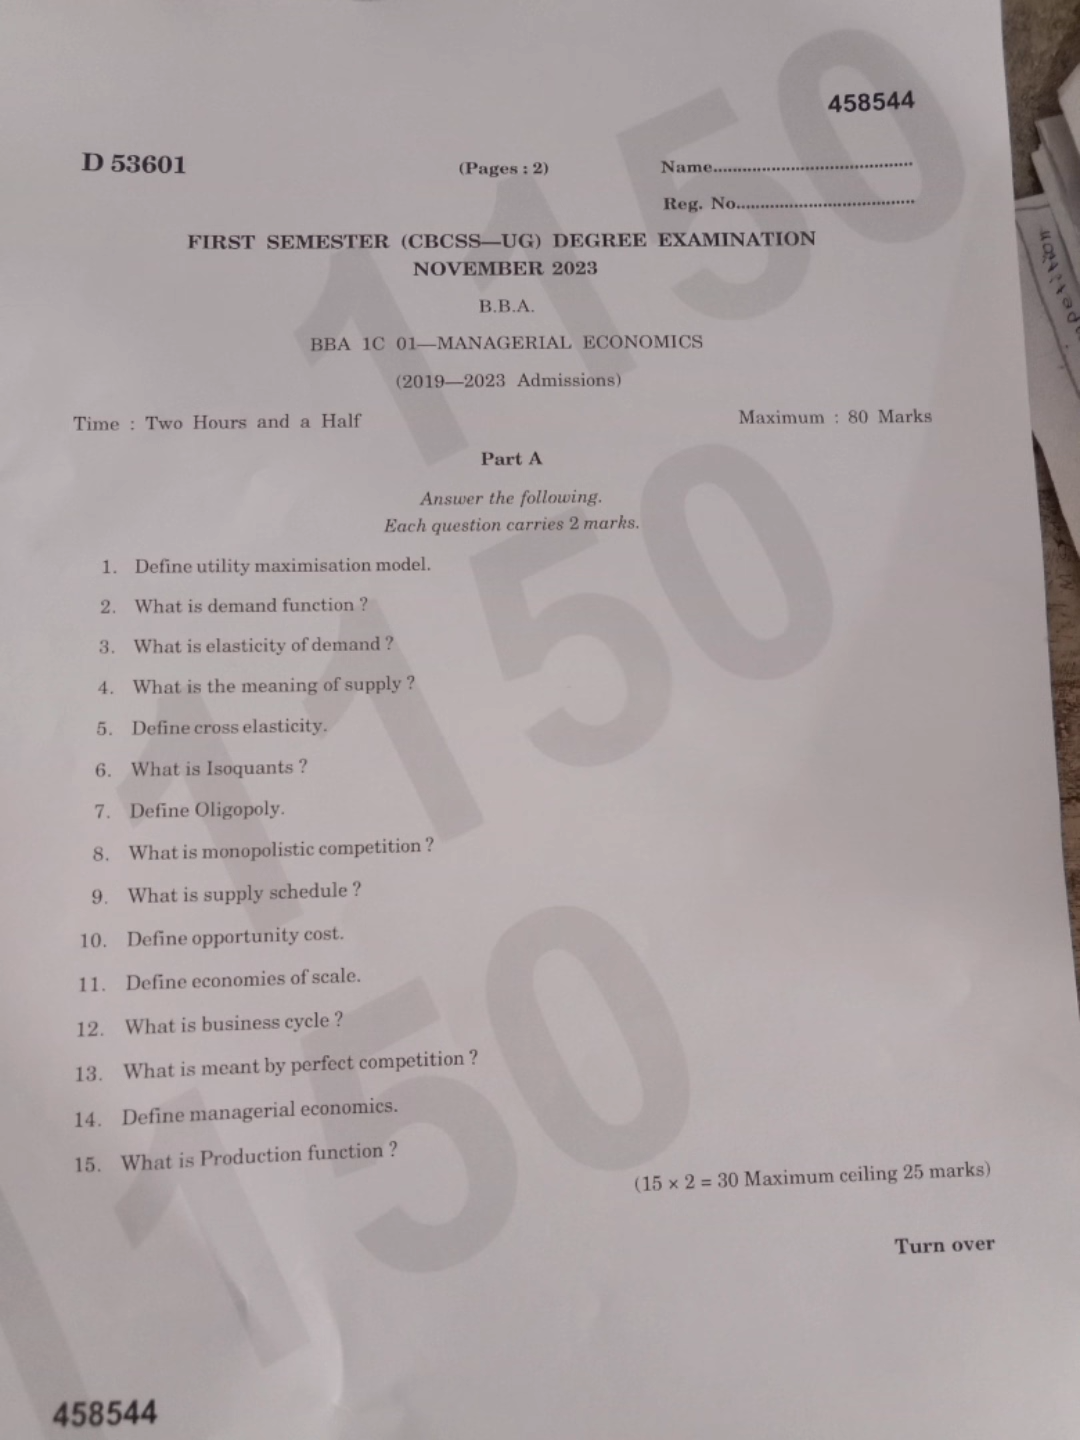 458544
D 53601
(Pages : 2)
Name........................................
Reg. No.....................................
FIRST SEMESTER (CBCSS—UG) DEGREE EXAMINATION
NOVEMBER 2023
B.B.A.
BBA 1C 01—MANAGERIAL ECONOMICS
(2019—2023 Admissions)
Time : Two Hours and a Half
Maximum : 80 Marks
Part A
Answer the following.
Each question carries 2 marks.
1. Define utility maximisation model.
2. What is demand function ?
3. What is elasticity of demand ?
4. What is the meaning of supply ?
5. Define cross elasticity.
6. What is Isoquants ?
7. Define Oligopoly.
8. What is monopolistic competition ?
9. What is supply schedule ?
10. Define opportunity cost.
11. Define economies of scale.
12. What is business cycle ?
13. What is meant by perfect competition ?
14. Define managerial economics.
15. What is Production function ?
(15 × 2 = 30 Maximum ceiling 25 marks)
Turn over
458544
1150
1150
1150